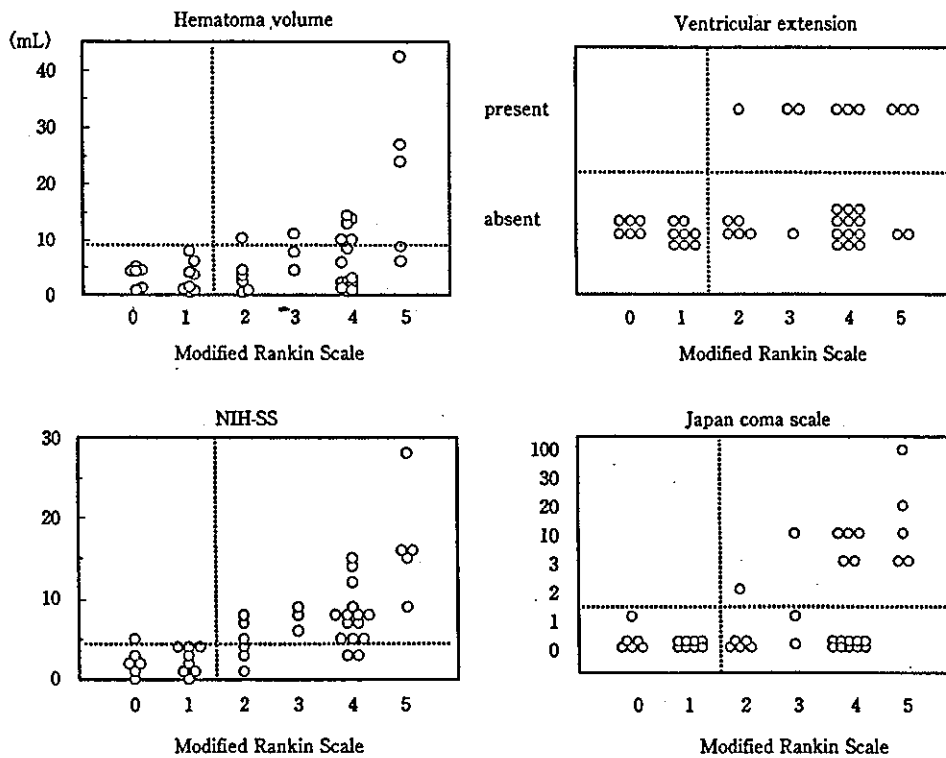 Hematoma volume
(mL)
40
30
20
10
0
0 1 2 3 4 5
Modified Rankin Scale
Ventricular extension
present
absent
0 1 2 3 4 5
Modified Rankin Scale
NIH-SS
30
20
10
0
0 1 2 3 4 5
Modified Rankin Scale
Japan coma scale
100
30
20
10
3
2
1
0
0 1 2 3 4 5
Modified Rankin Scale